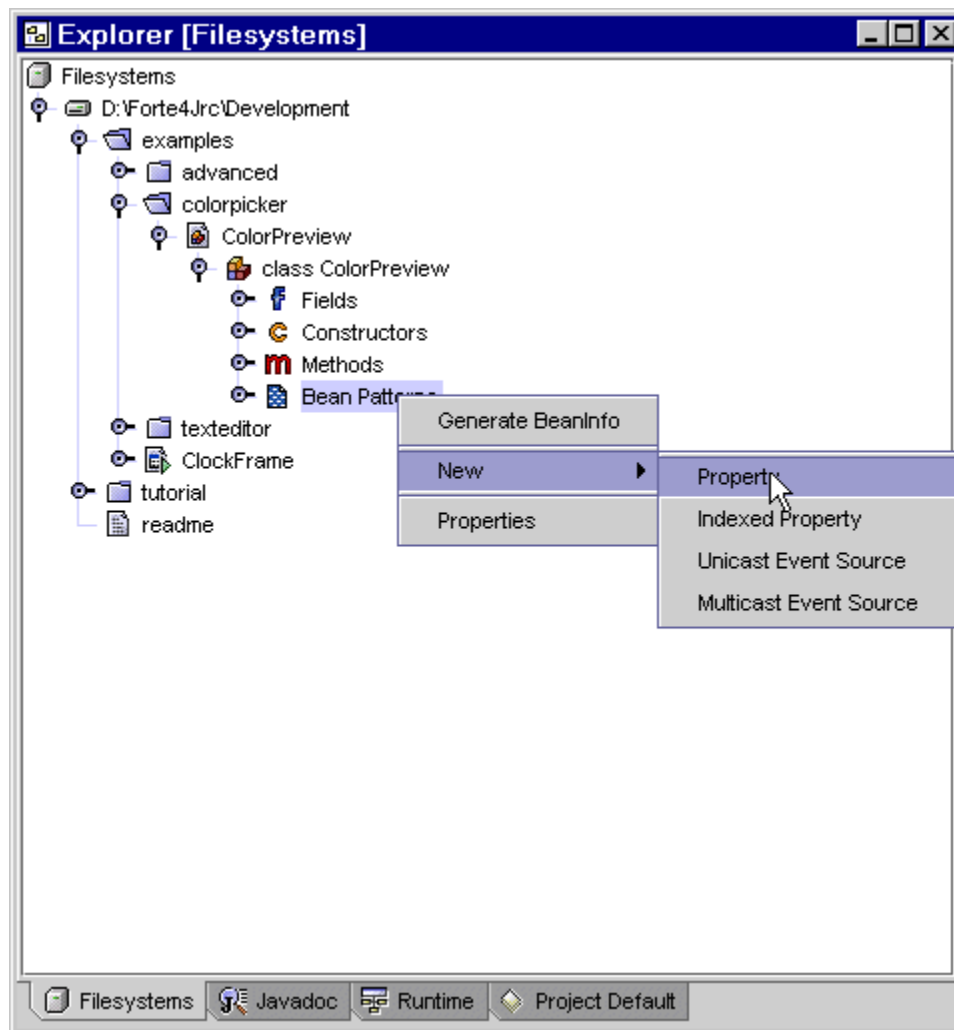 Explorer [Filesystems]
Filesystems
D:\Forte4Jrc\Development
examples
advanced
colorpicker
ColorPreview
class ColorPreview
Fields
Constructors
Methods
Bean Patterns
Generate BeanInfo
texteditor
ClockFrame
New
Property
tutorial
readme
Properties
Indexed Property
Unicast Event Source
Multicast Event Source
Filesystems Javadoc Runtime Project Default